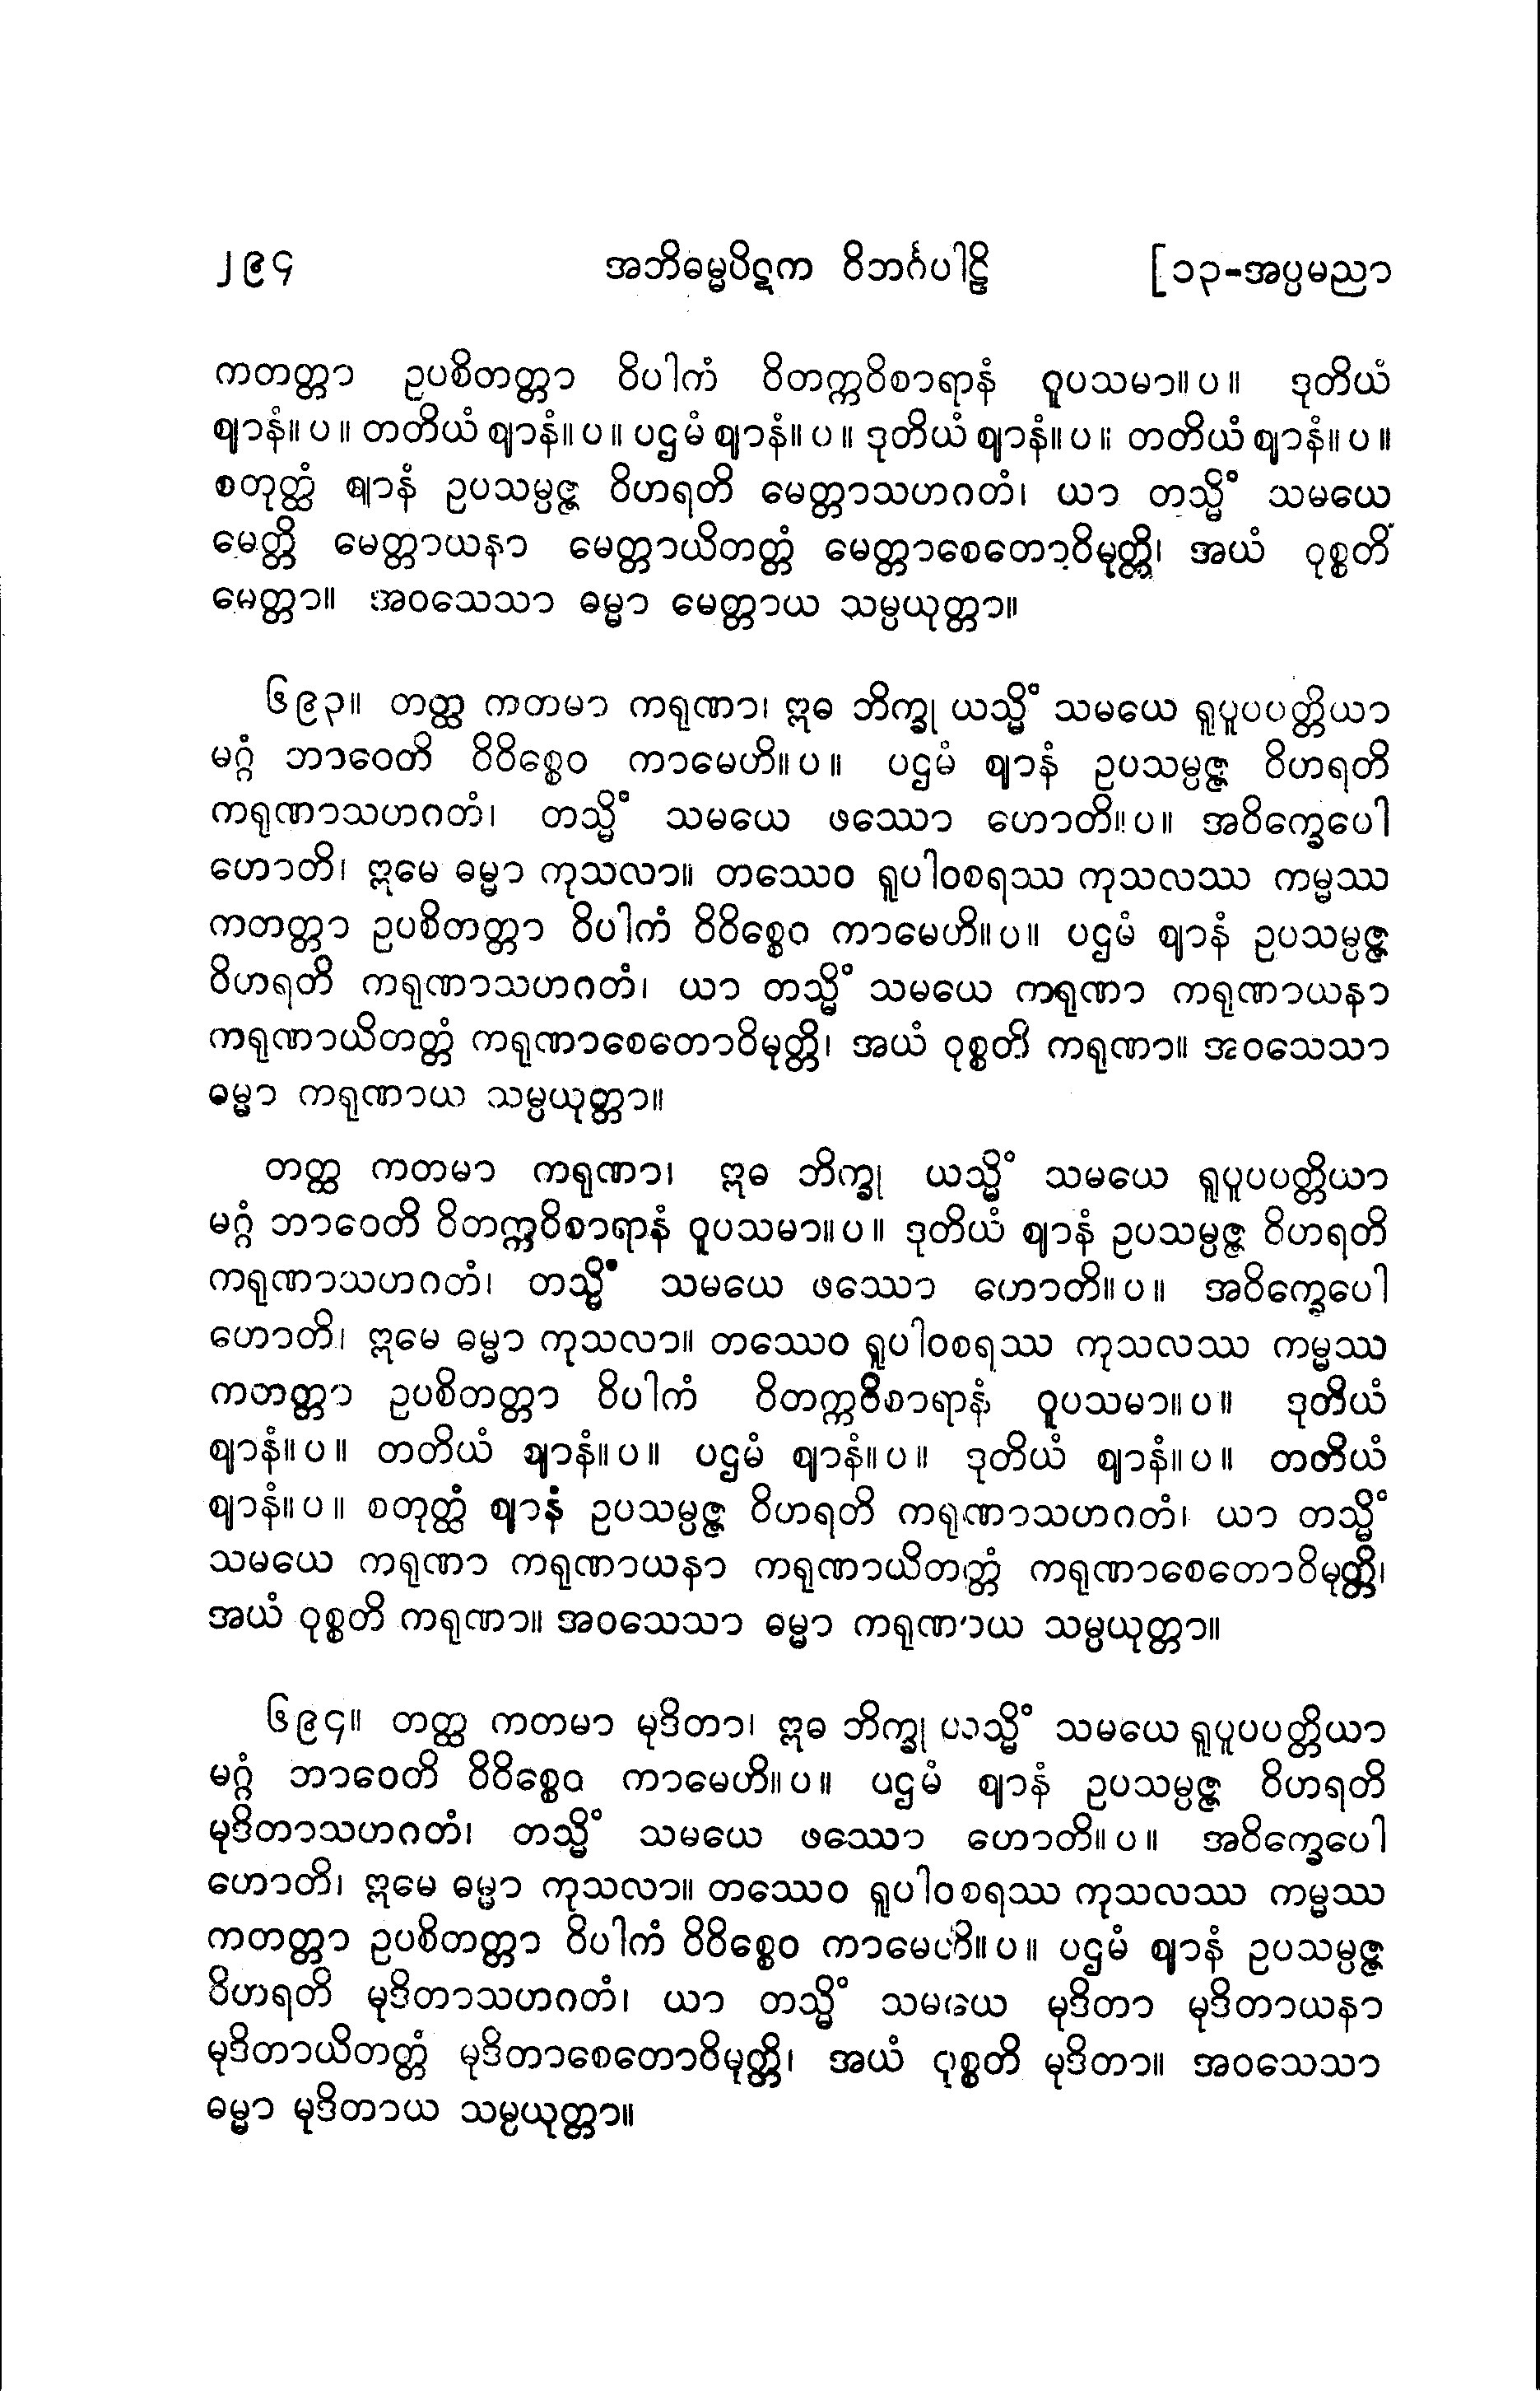 ၂၉၄ အဘိဓမ္မပိဋက ဝိဘင်္ဂပါဠိ [၁၃-အပ္ပမညာ
ကတတ္တာ ဥပစိတတ္တာ ဝိပါကံ ဝိတက္ကဝိစာရာနံ ဝူပသမာ။ပ။ ဒုတိယံ
ဈာနံ။ပ။ တတိယံ ဈာနံ။ပ။ ပဌမံ ဈာနံ။ပ။ ဒုတိယံ ဈာနံ။ပ။ တတိယံ ဈာနံ။ပ။
စတုတ္ထံ ဈာနံ ဥပသမ္ပဇ္ဇ ဝိဟရတိ မေတ္တာသဟဂတံ၊ ယာ တသ္မိံ သမယေ
မေတ္တိ မေတ္တာယနာ မေတ္တာယိတတ္တံ မေတ္တာစေတောဝိမုတ္တိ၊ အယံ ဝုစ္စတိ
မေတ္တာ။ အဝသေသာ ဓမ္မာ မေတ္တာယ သမ္ပယုတ္တာ။
၆၉၃။ တတ္ထ ကတမာ ကရုဏာ၊ ဣဓ ဘိက္ခု ယသ္မိံ သမယေ ရူပူပပတ္တိယာ
မဂ္ဂံ ဘာဝေတိ ဝိဝိစ္စေဝ ကာမေဟိ။ပ။ ပဌမံ ဈာနံ ဥပသမ္ပဇ္ဇ ဝိဟရတိ
ကရုဏာသဟဂတံ၊ တသ္မိံ သမယေ ဖဿော ဟောတိ။ပ။ အဝိက္ခေပေါ
ဟောတိ၊ ဣမေ ဓမ္မာ ကုသလာ။ တဿေဝ ရူပါဝစရဿ ကုသလဿ ကမ္မဿ
ကတတ္တာ ဥပစိတတ္တာ ဝိပါကံ ဝိဝိစ္စေဝ ကာမေဟိ။ပ။ ပဌမံ ဈာနံ ဥပသမ္ပဇ္ဇ
ဝိဟရတိ ကရုဏာသဟဂတံ၊ ယာ တသ္မိံ သမယေ ကရုဏာ ကရုဏာယနာ
ကရုဏာယိတတ္တံ ကရုဏာစေတောဝိမုတ္တိ၊ အယံ ဝုစ္စတိ ကရုဏာ။ အဝသေသာ
ဓမ္မာ ကရုဏာယ သမ္ပယုတ္တာ။
တတ္ထ ကတမာ ကရုဏာ၊ ဣဓ ဘိက္ခု ယသ္မိံ သမယေ ရူပူပပတ္တိယာ
မဂ္ဂံ ဘာဝေတိ ဝိတက္ကဝိစာရာနံ ဝူပသမာ။ပ။ ဒုတိယံ ဈာနံ ဥပသမ္ပဇ္ဇ ဝိဟရတိ
ကရုဏာသဟဂတံ၊ တသ္မိံ သမယေ ဖဿော ဟောတိ။ပ။ အဝိက္ခေပေါ
ဟောတိ၊ ဣမေ ဓမ္မာ ကုသလာ။ တဿေဝ ရူပါဝစရဿ ကုသလဿ ကမ္မဿ
ကတတ္တာ ဥပစိတတ္တာ ဝိပါကံ ဝိတက္ကဝိစာရာနံ ဝူပသမာ။ပ။ ဒုတိယံ
ဈာနံ။ပ။ တတိယံ ဈာနံ။ပ။ ပဌမံ ဈာနံ။ပ။ ဒုတိယံ ဈာနံ။ပ။ တတိယံ
ဈာနံ။ပ။ စတုတ္ထံ ဈာနံ ဥပသမ္ပဇ္ဇ ဝိဟရတိ ကရုဏာသဟဂတံ၊ ယာ တသ္မိံ
သမယေ ကရုဏာ ကရုဏာယနာ ကရုဏာယိတတ္တံ ကရုဏာစေတောဝိမုတ္တိ၊
အယံ ဝုစ္စတိ ကရုဏာ။ အဝသေသာ ဓမ္မာ ကရုဏာယ သမ္ပယုတ္တာ။
၆၉၄။ တတ္ထ ကတမာ မုဒိတာ၊ ဣဓ ဘိက္ခု ယသ္မိံ သမယေ ရူပူပပတ္တိယာ
မဂ္ဂံ ဘာဝေတိ ဝိဝိစ္စေဝ ကာမေဟိ။ပ။ ပဌမံ ဈာနံ ဥပသမ္ပဇ္ဇ ဝိဟရတိ
မုဒိတာသဟဂတံ၊ တသ္မိံ သမယေ ဖဿော ဟောတိ။ပ။ အဝိက္ခေပေါ
ဟောတိ၊ ဣမေ ဓမ္မာ ကုသလာ။ တဿေဝ ရူပါဝစရဿ ကုသလဿ ကမ္မဿ
ကတတ္တာ ဥပစိတတ္တာ ဝိပါကံ ဝိဝိစ္စေဝ ကာမေဟိ။ပ။ ပဌမံ ဈာနံ ဥပသမ္ပဇ္ဇ
ဝိဟရတိ မုဒိတာသဟဂတံ၊ ယာ တသ္မိံ သမယေ မုဒိတာ မုဒိတာယနာ
မုဒိတာယိတတ္တံ မုဒိတာစေတောဝိမုတ္တိ၊ အယံ ဝုစ္စတိ မုဒိတာ။ အဝသေသာ
ဓမ္မာ မုဒိတာယ သမ္ပယုတ္တာ။